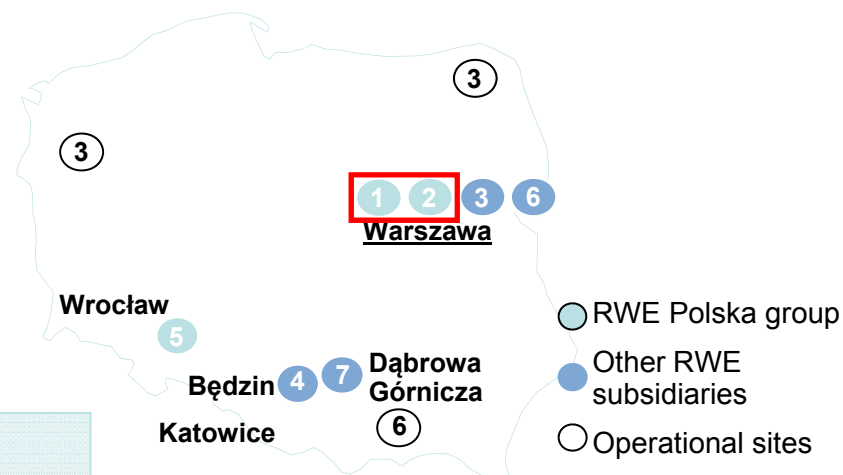 3
3
1 2 3 6
Warszawa
Wrocław
5
RWE Polska group
Other RWE
subsidiaries
Operational sites
Będzin 4 7 Dąbrowa
Górnicza
Katowice
6